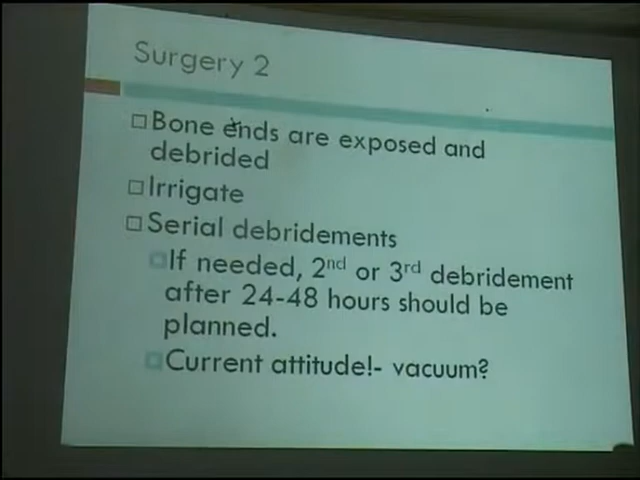 Surgery 2
Bone ends are exposed and
debrided
Irrigate
Serial debridements
If needed, 2nd or 3rd debridement
after 24-48 hours should be
planned.
Current attitude!- vacuum?